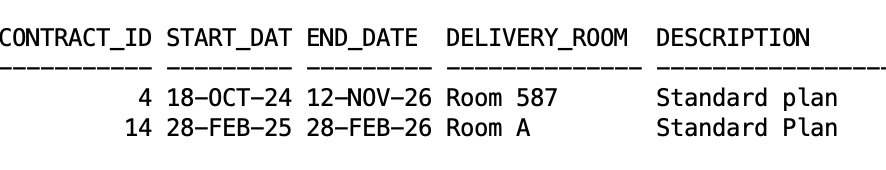 CONTRACT_ID START_DAT END_DATE  DELIVERY_ROOM  DESCRIPTION
----------- --------- --------- -------------- -----------------
          4 18-OCT-24 12-NOV-26 Room 587       Standard plan
         14 28-FEB-25 28-FEB-26 Room A         Standard Plan